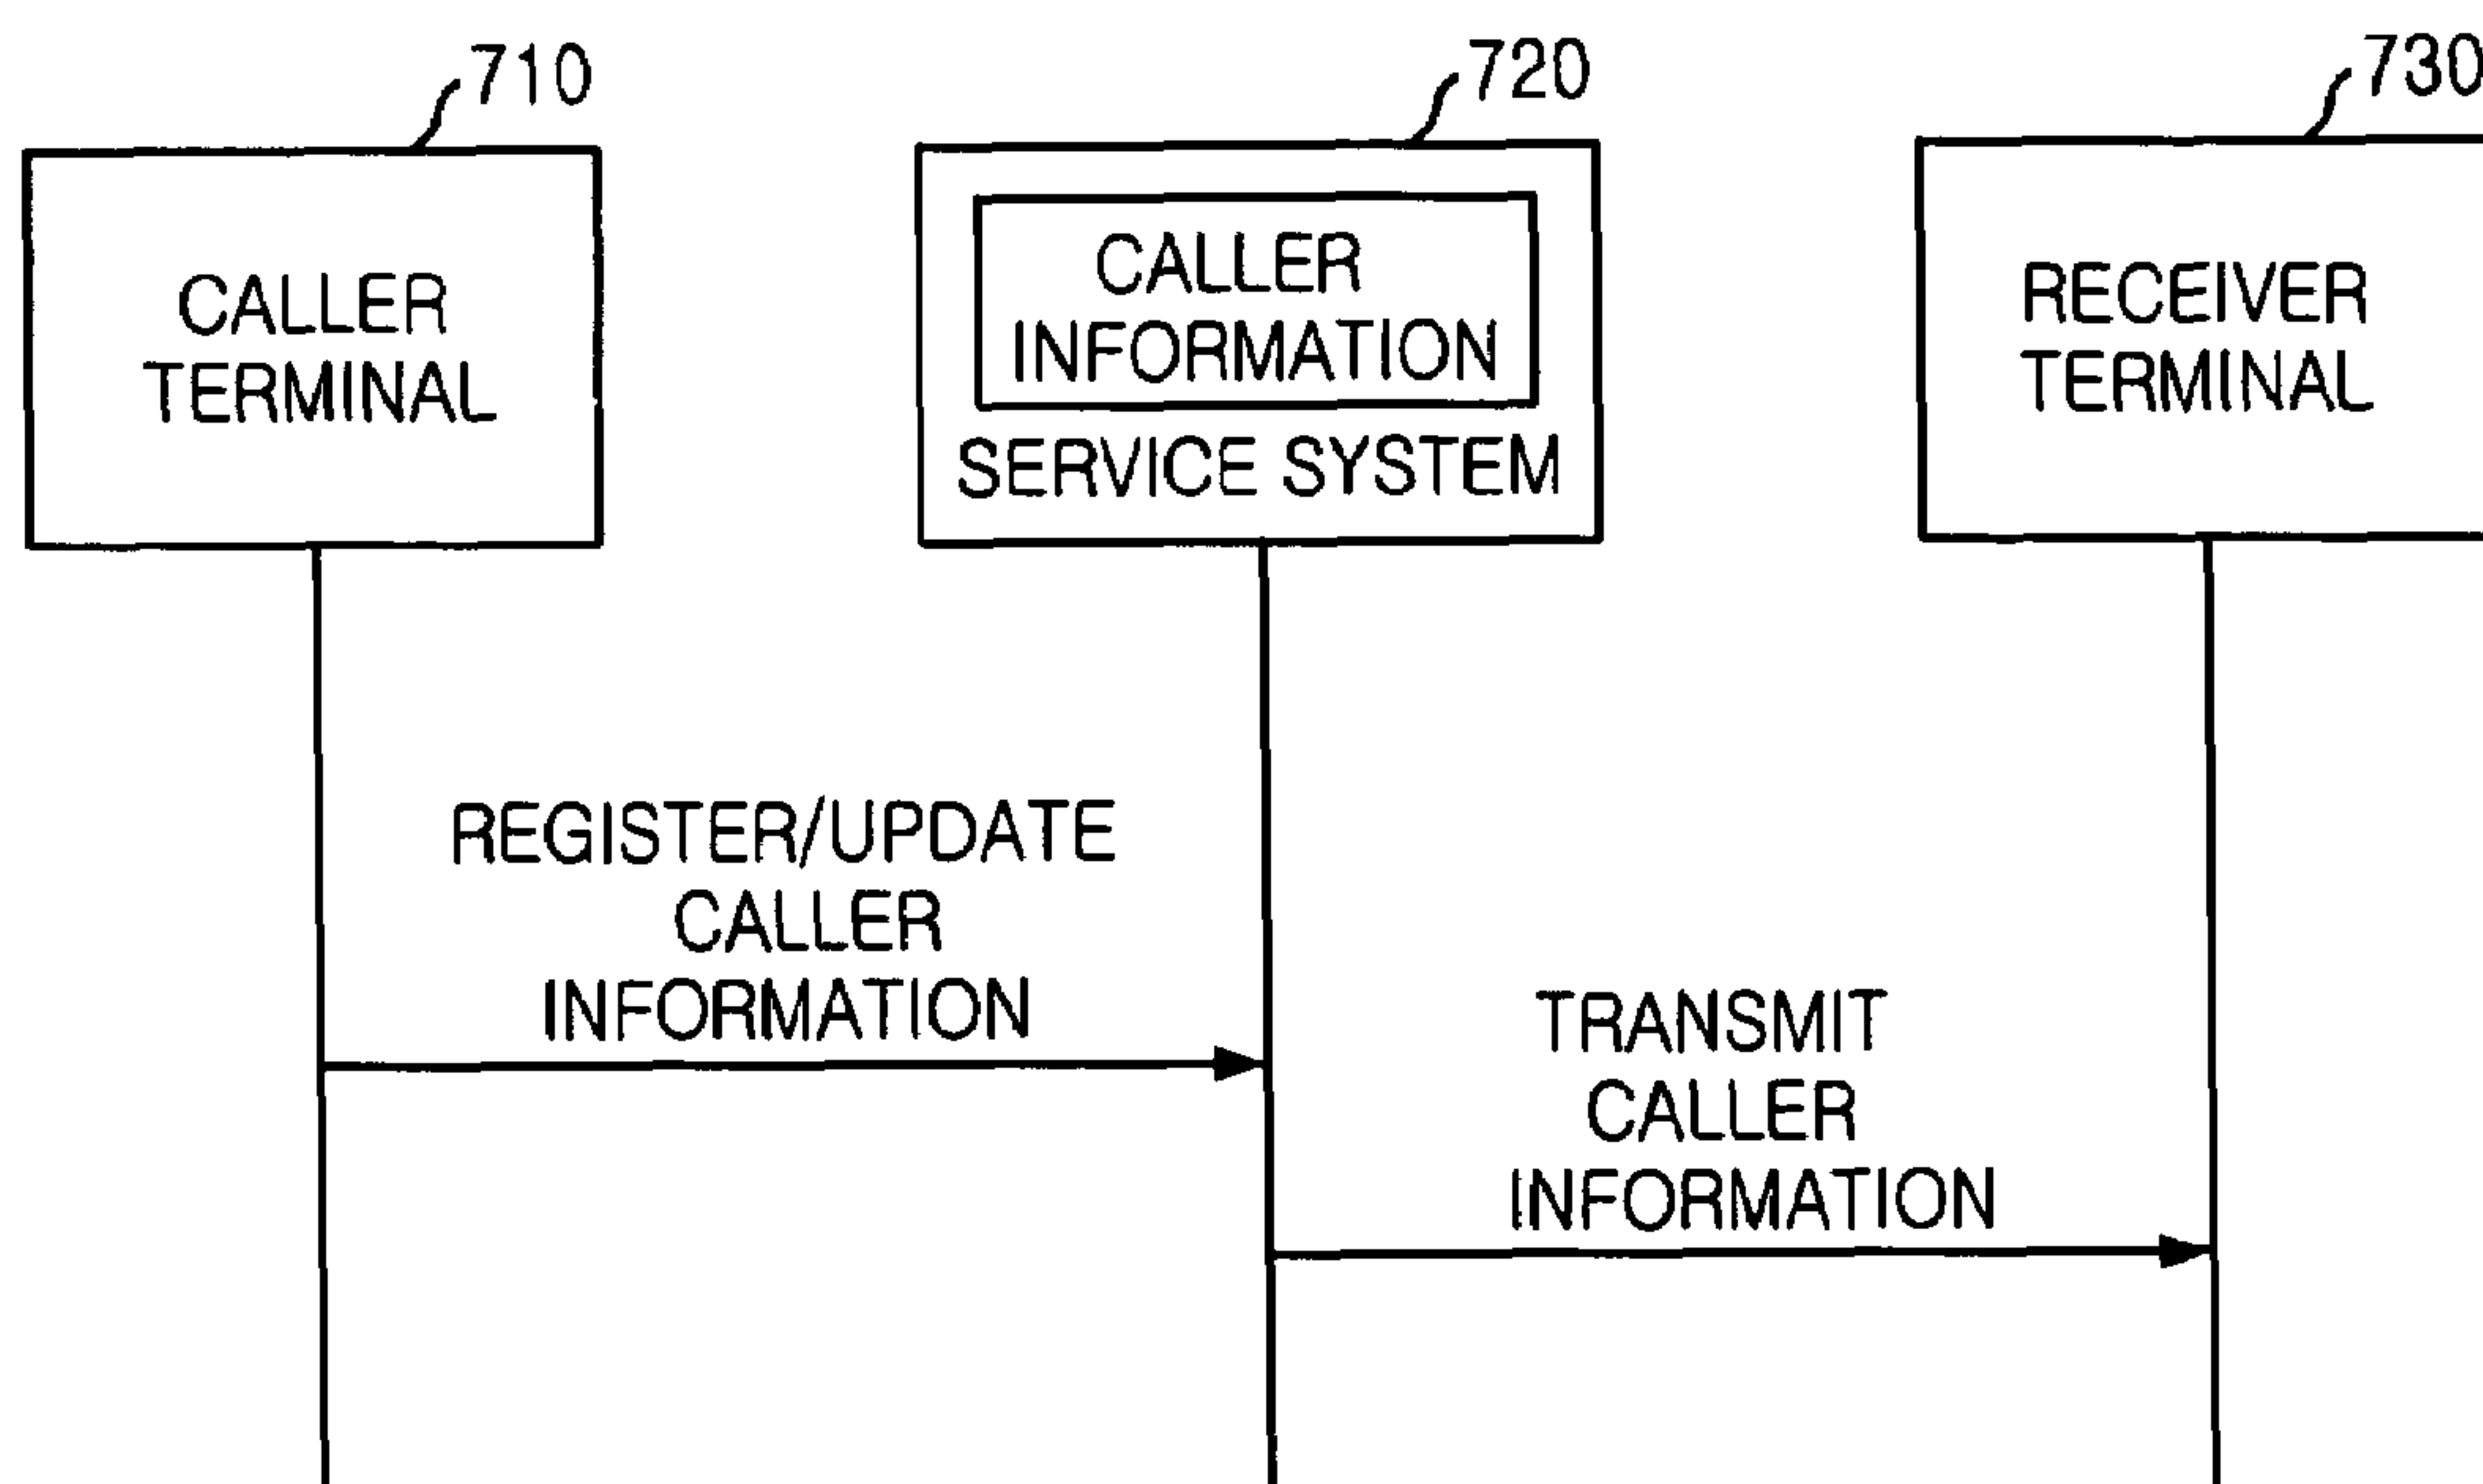 710
720
730
CALLER
TERMINAL
CALLER
INFORMATION
SERVICE SYSTEM
RECEIVER
TERMINAL
REGISTER/UPDATE
CALLER
INFORMATION
TRANSMIT
CALLER
INFORMATION